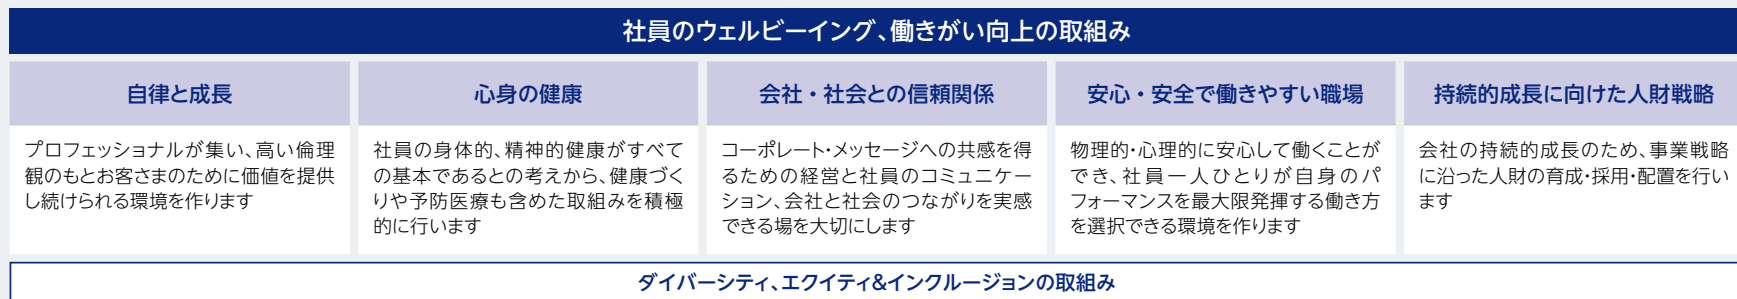 社員のウェルビーイング、働きがい向上の取組み
自律と成長
プロフェッショナルが集い、高い倫理
観のもとお客さまのために価値を提供
し続けられる環境を作ります
心身の健康
社員の身体的、精神的健康がすべて
の基本であるとの考えから、健康づく
りや予防医療も含めた取組みを積極
的に行います
会社・社会との信頼関係
コーポレート・メッセージへの共感を得
るための経営と社員のコミュニケー
ション、会社と社会のつながりを実感
できる場を大切にします
安心・安全で働きやすい職場
物理的・心理的に安心して働くことが
でき、社員一人ひとりが自身のパ
フォーマンスを最大限発揮する働き方
を選択できる環境を作ります
持続的成長に向けた人財戦略
会社の持続的成長のため、事業戦略
に沿った人財の育成・採用・配置を行い
ます
ダイバーシティ、エクイティ&インクルージョンの取組み